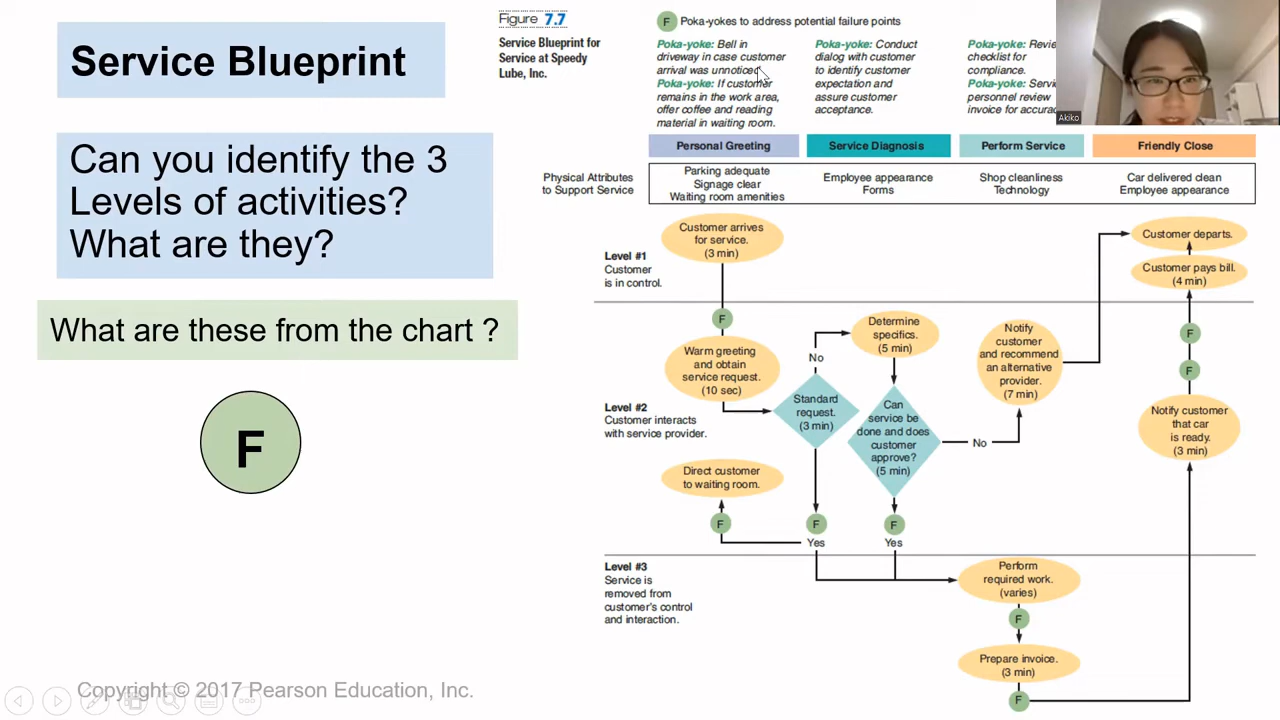 Service Blueprint
Can you identify the 3
Levels of activities?
What are they?
What are these from the chart ?
F
Copyright © 2017 Pearson Education, Inc.
Figure 7.7
Service Blueprint for
Service at Speedy
Lube, Inc.
F Poka-yokes to address potential failure points
Poka-yoke: Bell in
driveway in case customer
arrival was unnoticed.
Poka-yoke: If customer
remains in the work area,
offer coffee and reading
material in waiting room.
Poka-yoke: Conduct
dialog with customer
to identify customer
expectation and
assure customer
acceptance.
Poka-yoke:
checklist for
compliance.
Poka-yoke:
personnel review
invoice for
Akiko
Personal Greeting
Service Diagnosis
Perform Service
Friendly Close
Physical Attributes
to Support Service
Parking adequate
Signage clear
Waiting room amenities
Employee appearance
Forms
Shop cleanliness
Technology
Car delivered clean
Employee appearance
Level #1
Customer
is in control.
Customer arrives
for service.
(3 min)
Customer departs.
Customer pays bill.
(4 min)
Level #2
Customer interacts
with service provider.
F
Warm greeting
and obtain
service request.
(10 sec)
No
Standard
request.
(3 min)
Determine
specifics.
(5 min)
Can
service be
done and does
customer
approve?
(5 min)
No
Notify
customer
and recommend
an alternative
provider.
(7 min)
F
F
Notify customer
that car
is ready.
(3 min)
Direct customer
to waiting room.
F
F
Yes
F
Yes
Level #3
Service is
removed from
customer's control
and interaction.
Perform
required work.
(varies)
F
Prepare invoice.
(3 min)
F